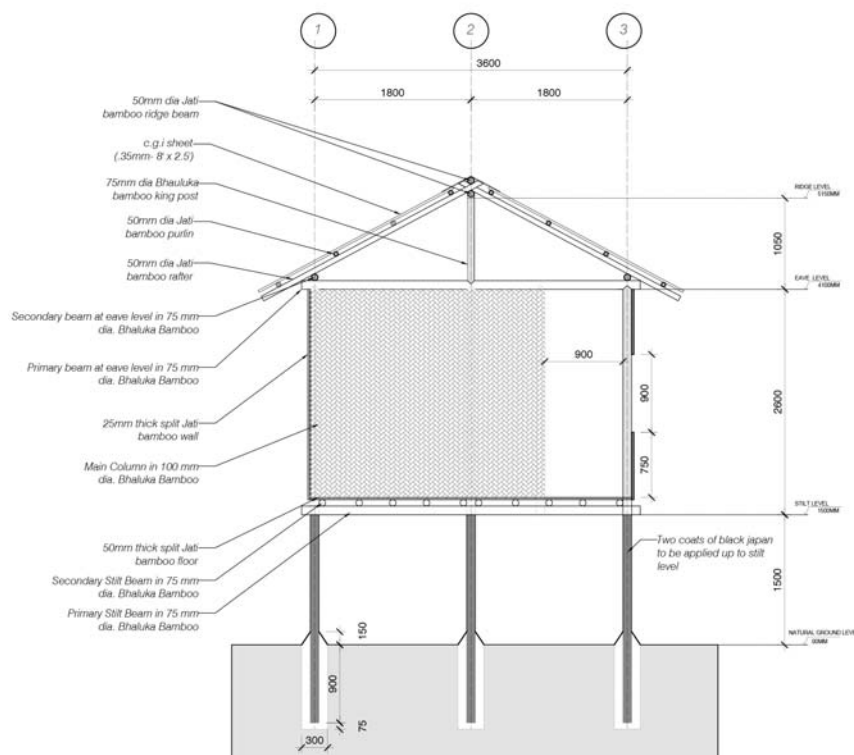 1
2
3
3600
1800
1800
50mm dia Jati
bamboo ridge beam
c.g.i sheet
(.35mm- 8' x 2.5')
75mm dia Bhauluka
bamboo king post
50mm dia Jati
bamboo purlin
50mm dia Jati
bamboo rafter
Secondary beam at eave level in 75 mm
dia. Bhaluka Bamboo
Primary beam at eave level in 75 mm
dia. Bhaluka Bamboo
25mm thick split Jati
bamboo wall
Main Column in 100 mm
dia. Bhaluka Bamboo
50mm thick split Jati
bamboo floor
Secondary Stilt Beam in 75 mm
dia. Bhaluka Bamboo
Primary Stilt Beam in 75 mm
dia. Bhaluka Bamboo
900
900
750
RIDGE LEVEL
5150MM
1050
EAVE LEVEL
4100MM
2600
STILT LEVEL
1500MM
Two coats of black japan
to be applied up to stilt
level
1500
NATURAL GROUND LEVE
00MM
150
900
75
300